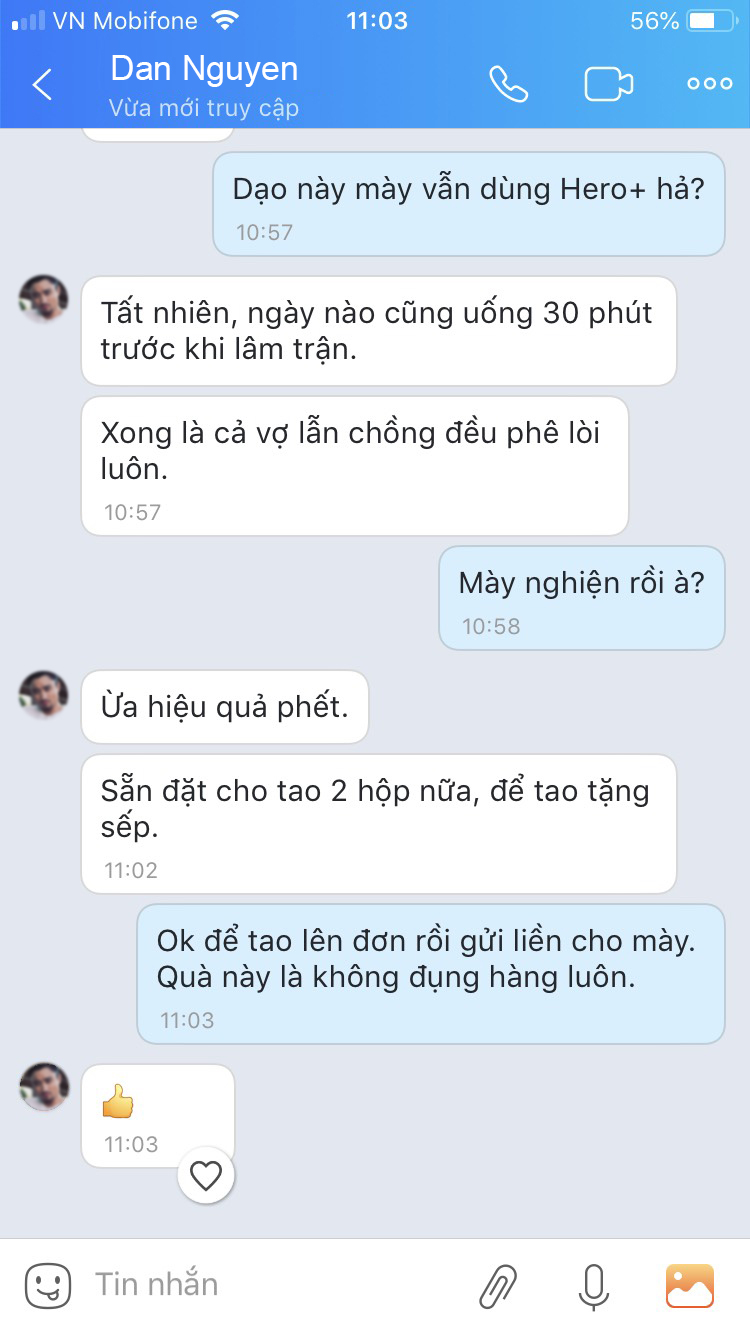 VN Mobifone 11:03 56%
Dan Nguyen
Vừa mới truy cập
Dạo này mày vẫn dùng Hero+ hả?
10:57
Tất nhiên, ngày nào cũng uống 30 phút
trước khi lâm trận.
Xong là cả vợ lẫn chồng đều phê lòi
luôn.
10:57
Mày nghiện rồi à?
10:58
Ừa hiệu quả phết.
Sẵn đặt cho tao 2 hộp nữa, để tao tặng
sếp.
11:02
Ok để tao lên đơn rồi gửi liền cho mày.
Quà này là không đụng hàng luôn.
11:03
👍
11:03
Tin nhắn